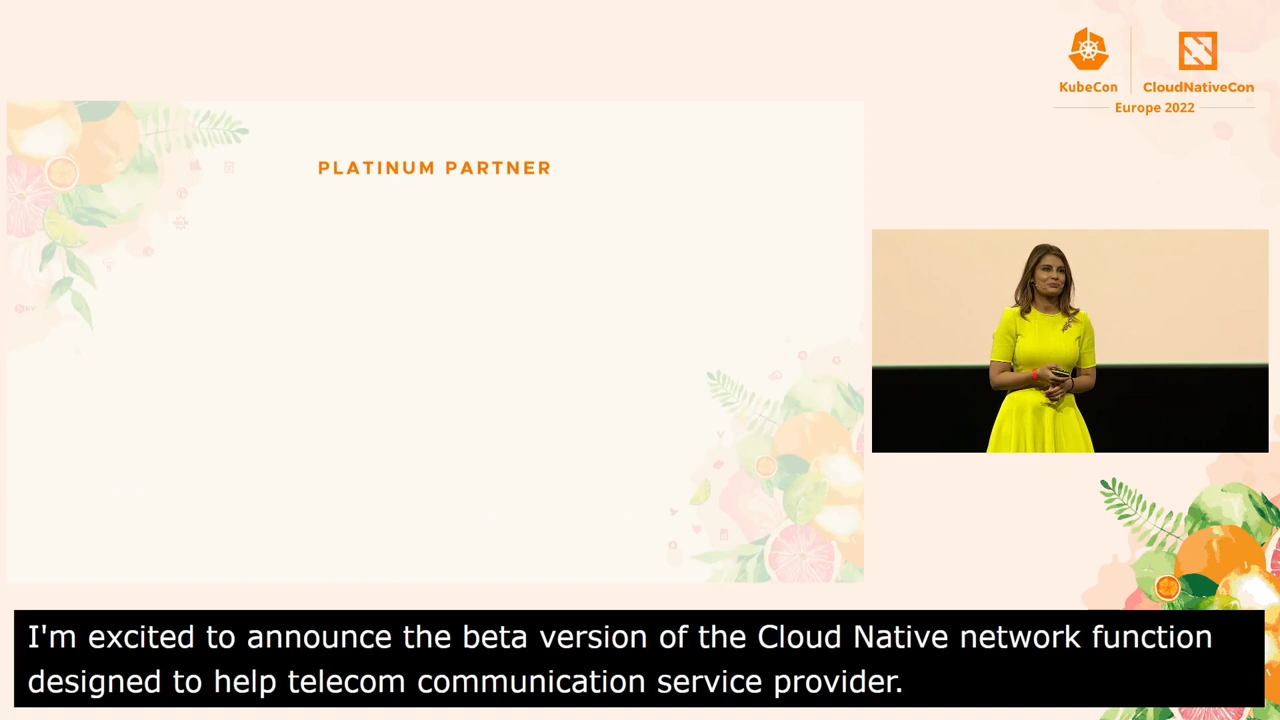 KubeCon
CloudNativeCon
Europe 2022
PLATINUM PARTNER
I'm excited to announce the beta version of the Cloud Native network function
designed to help telecom communication service provider.